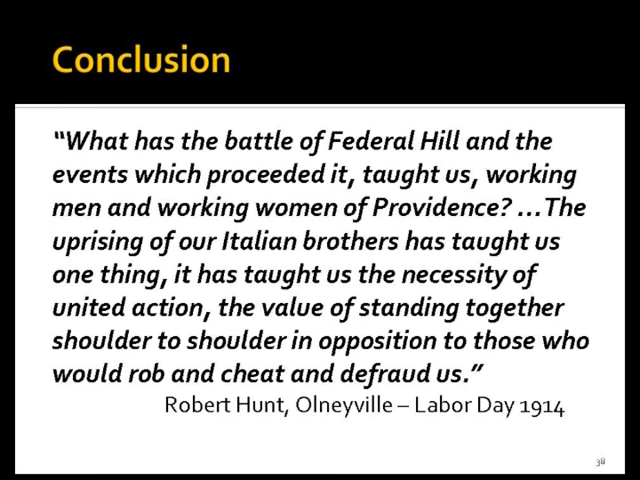 Conclusion
“What has the battle of Federal Hill and the
events which proceeded it, taught us, working
men and working women of Providence? …The
uprising of our Italian brothers has taught us
one thing, it has taught us the necessity of
united action, the value of standing together
shoulder to shoulder in opposition to those who
would rob and cheat and defraud us.”
Robert Hunt, Olneyville – Labor Day 1914
38